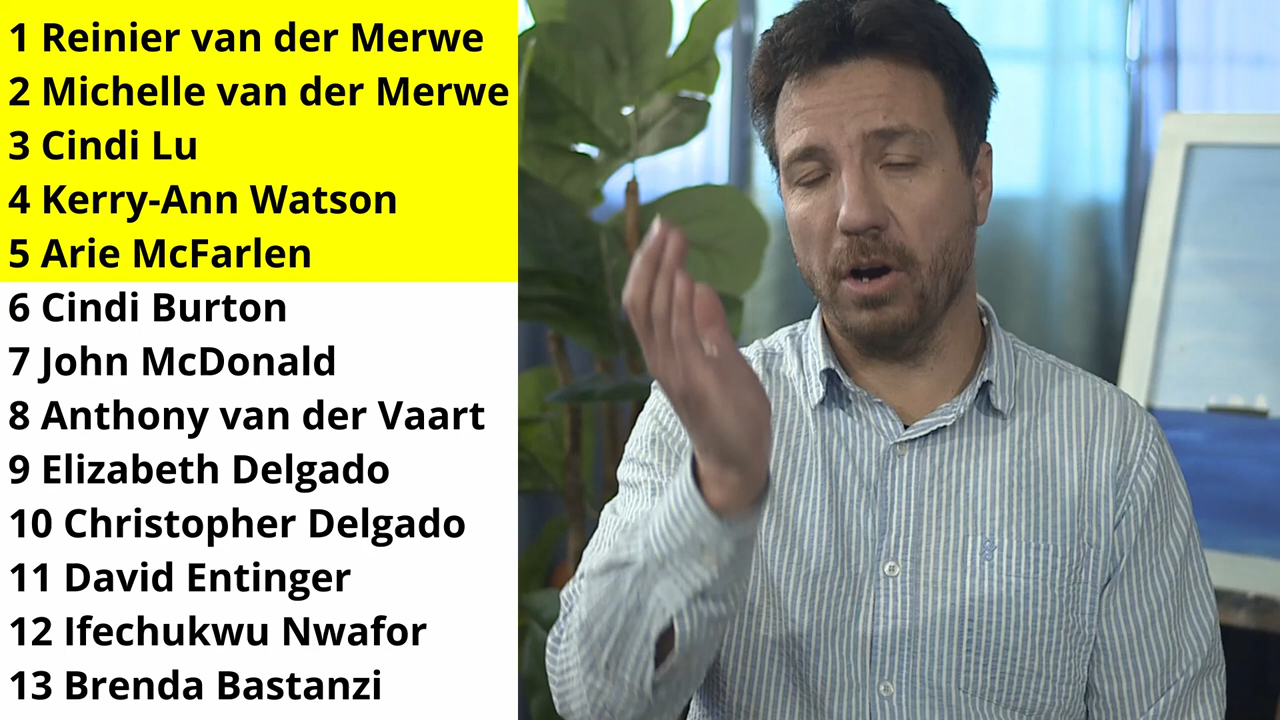 1 Reinier van der Merwe
2 Michelle van der Merwe
3 Cindi Lu
4 Kerry-Ann Watson
5 Arie McFarlen
6 Cindi Burton
7 John McDonald
8 Anthony van der Vaart
9 Elizabeth Delgado
10 Christopher Delgado
11 David Entinger
12 Ifechukwu Nwafor
13 Brenda Bastanzi